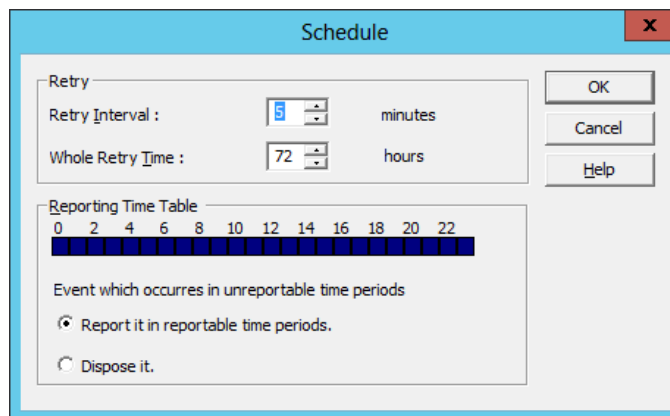 Schedule
x
Retry
Retry Interval : 5 minutes
Whole Retry Time : 72 hours
OK
Cancel
Help
Reporting Time Table
0 2 4 6 8 10 12 14 16 18 20 22
Event which occurres in unreportable time periods
Report it in reportable time periods.
Dispose it.